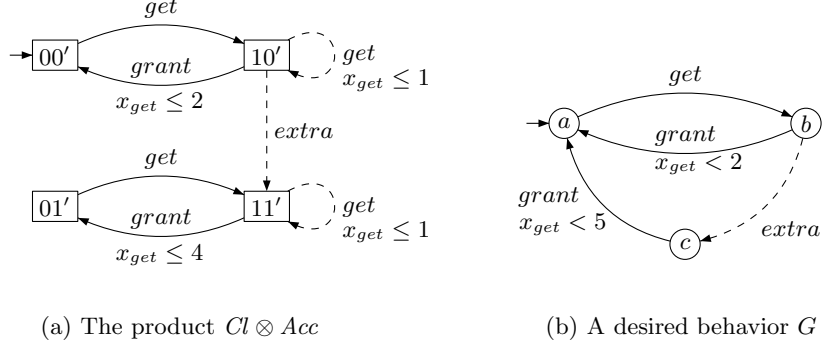 get
00′
10′
get
x_get ≤ 1
grant
x_get ≤ 2
extra
get
01′
11′
get
x_get ≤ 1
grant
x_get ≤ 4
get
a
b
grant
x_get < 2
grant
x_get < 5
c
extra
(a) The product Cl ⊗ Acc
(b) A desired behavior G